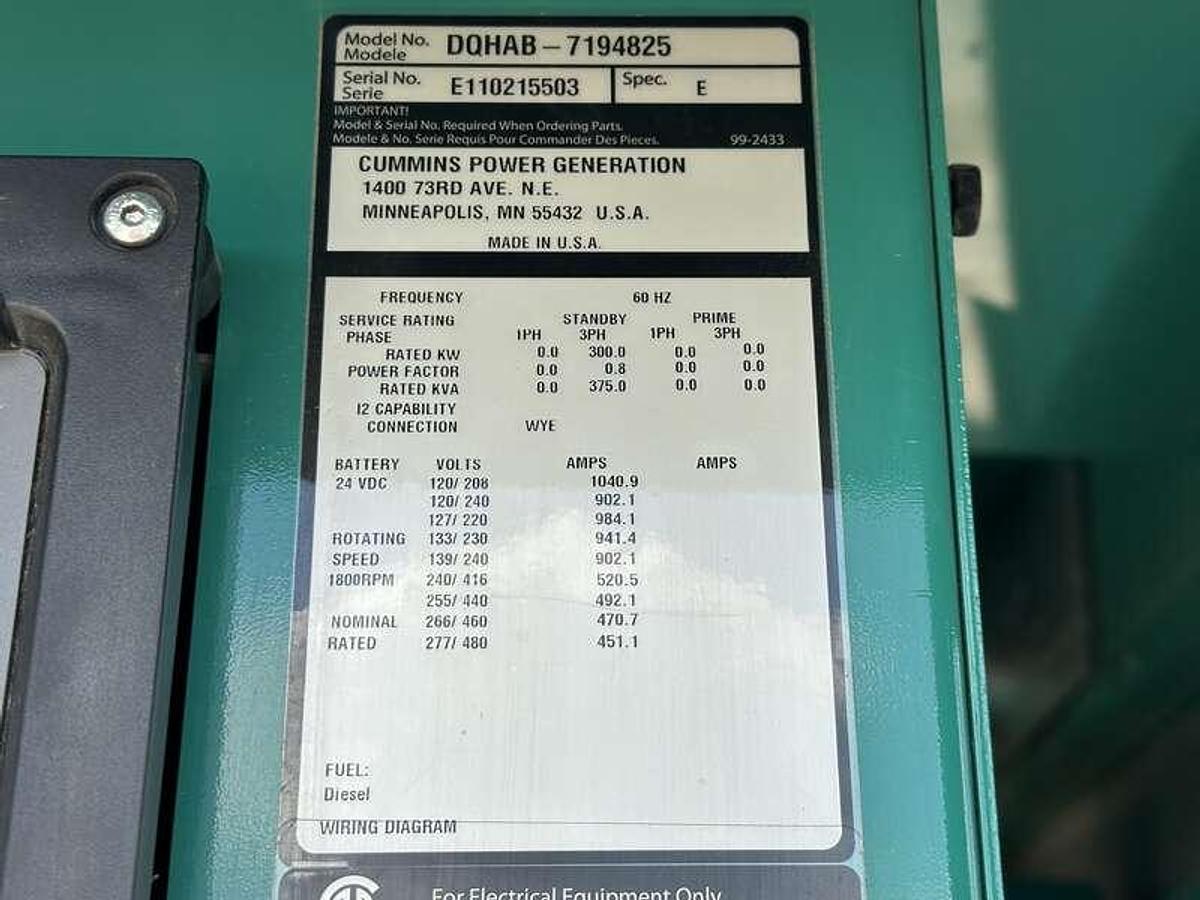 Model No. DQHAB – 7194825
Modele
Serial No. E110215503 Spec. E
Serie
IMPORTANT!
Model & Serial No. Required When Ordering Parts.
Modele & No. Serie Requis Pour Commander Des Pieces. 99-2433
CUMMINS POWER GENERATION
1400 73RD AVE. N.E.
MINNEAPOLIS, MN 55432 U.S.A.
MADE IN U.S.A.
FREQUENCY 60 HZ
SERVICE RATING STANDBY PRIME
PHASE 1PH 3PH 1PH 3PH
RATED KW 0.0 300.0 0.0 0.0
POWER FACTOR 0.0 0.8 0.0 0.0
RATED KVA 0.0 375.0 0.0 0.0
I2 CAPABILITY
CONNECTION WYE
BATTERY VOLTS AMPS AMPS
24 VDC 120/ 208 1040.9
120/ 240 902.1
127/ 220 984.1
ROTATING 133/ 230 941.4
SPEED 139/ 240 902.1
1800RPM 240/ 416 520.5
255/ 440 492.1
NOMINAL 266/ 460 470.7
RATED 277/ 480 451.1
FUEL:
Diesel
WIRING DIAGRAM
For Electrical Equipment Only